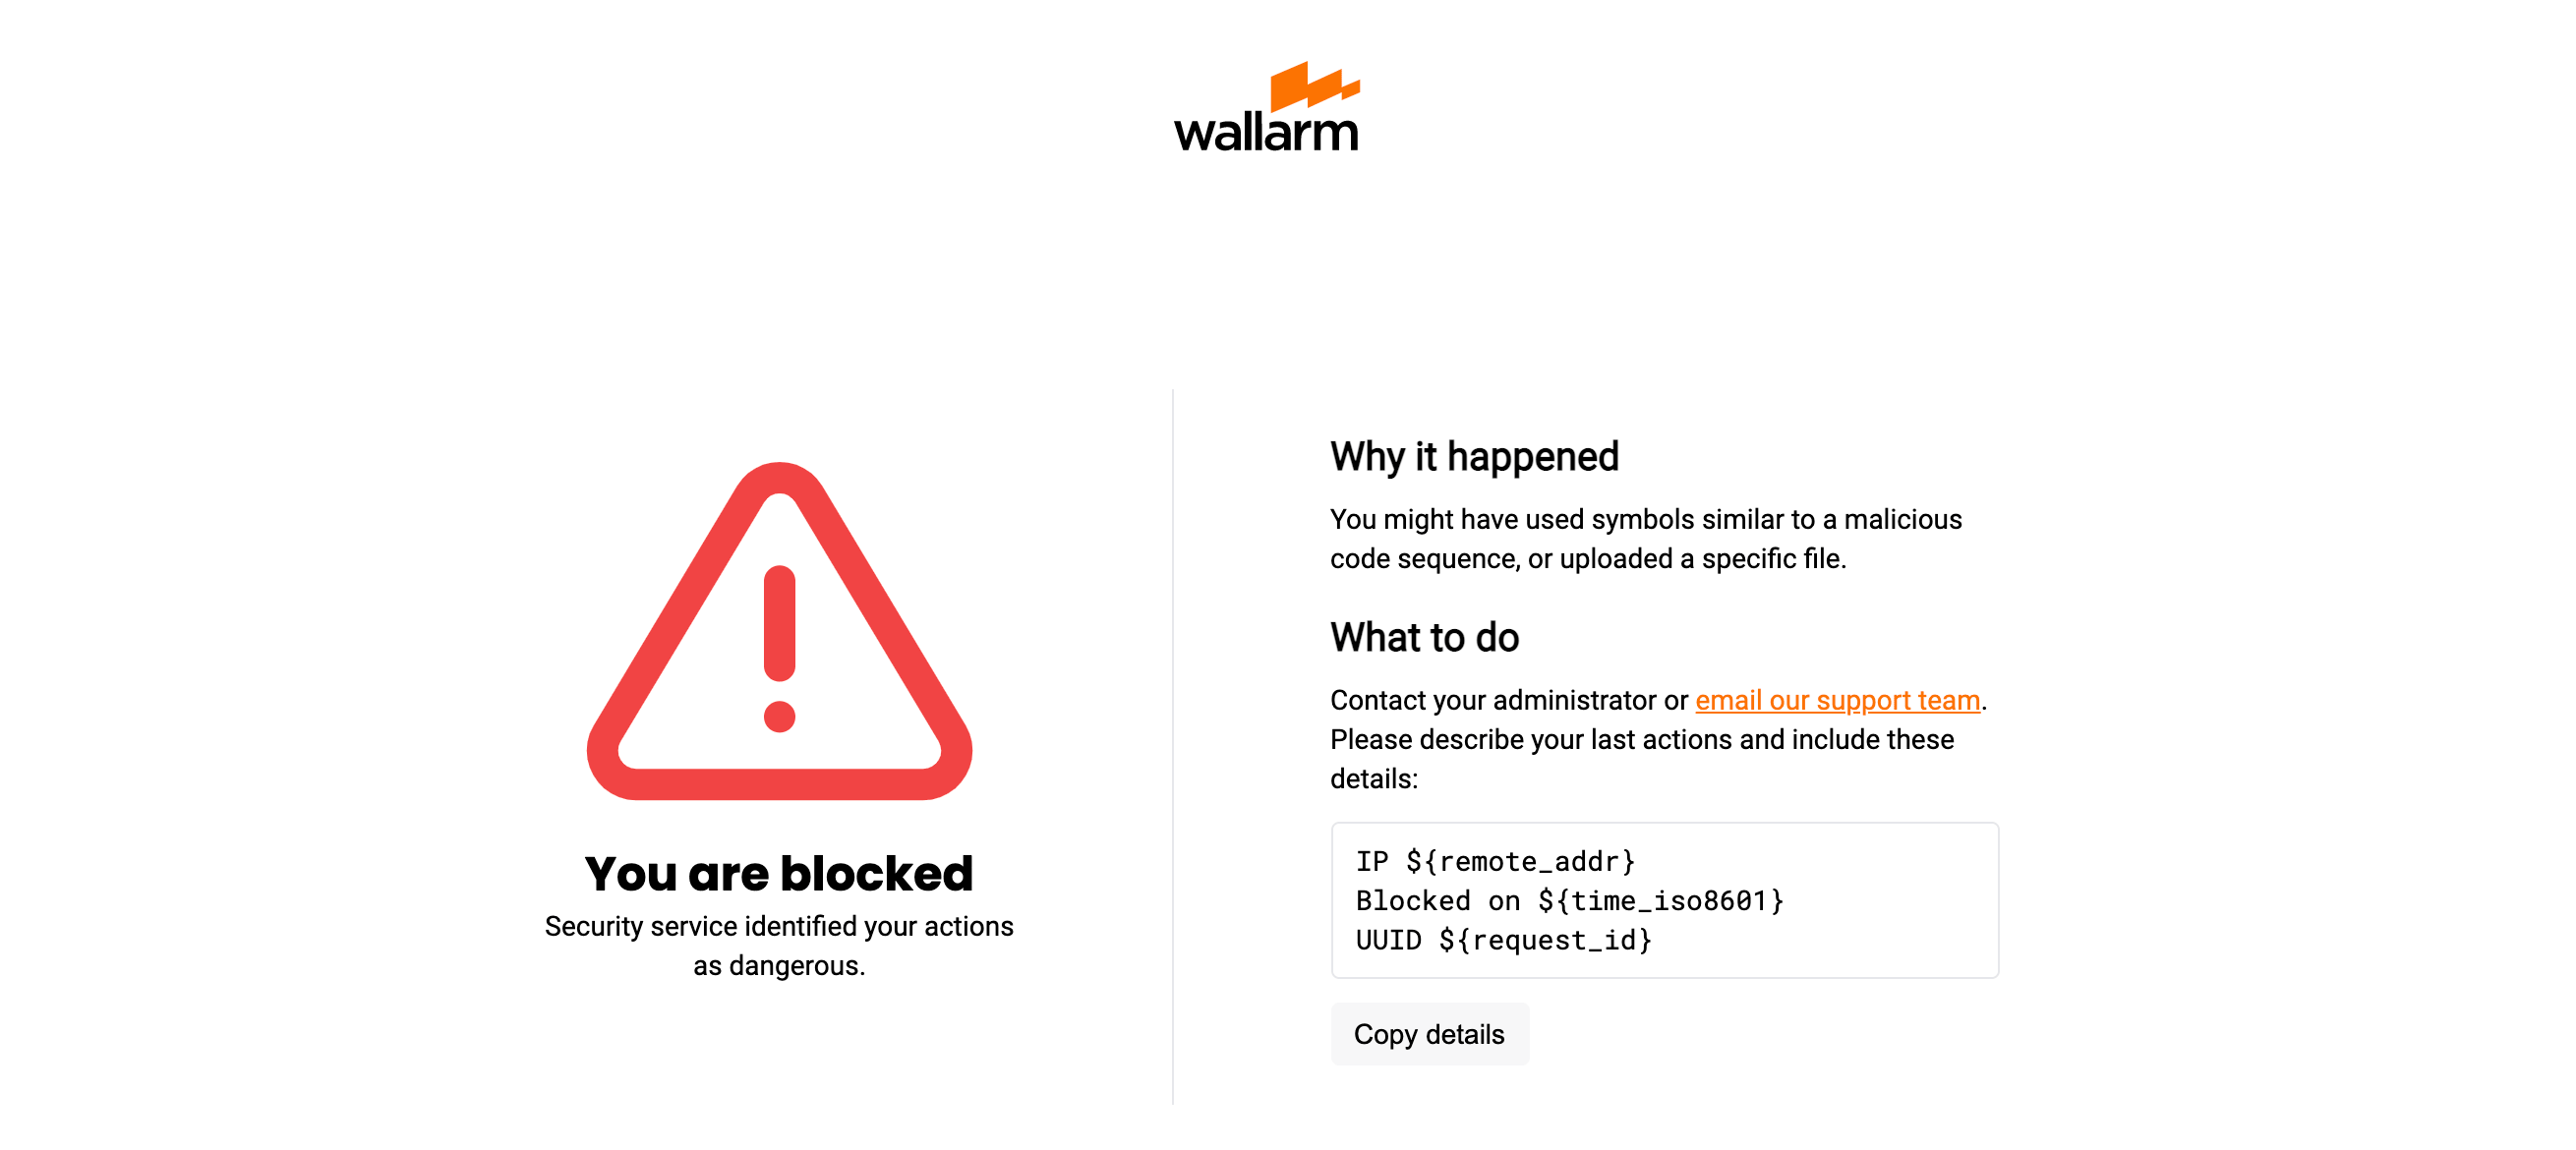 wallarm
You are blocked
Security service identified your actions
as dangerous.
Why it happened
You might have used symbols similar to a malicious
code sequence, or uploaded a specific file.
What to do
Contact your administrator or email our support team.
Please describe your last actions and include these
details:
IP ${remote_addr}
Blocked on ${time_iso8601}
UUID ${request_id}
Copy details